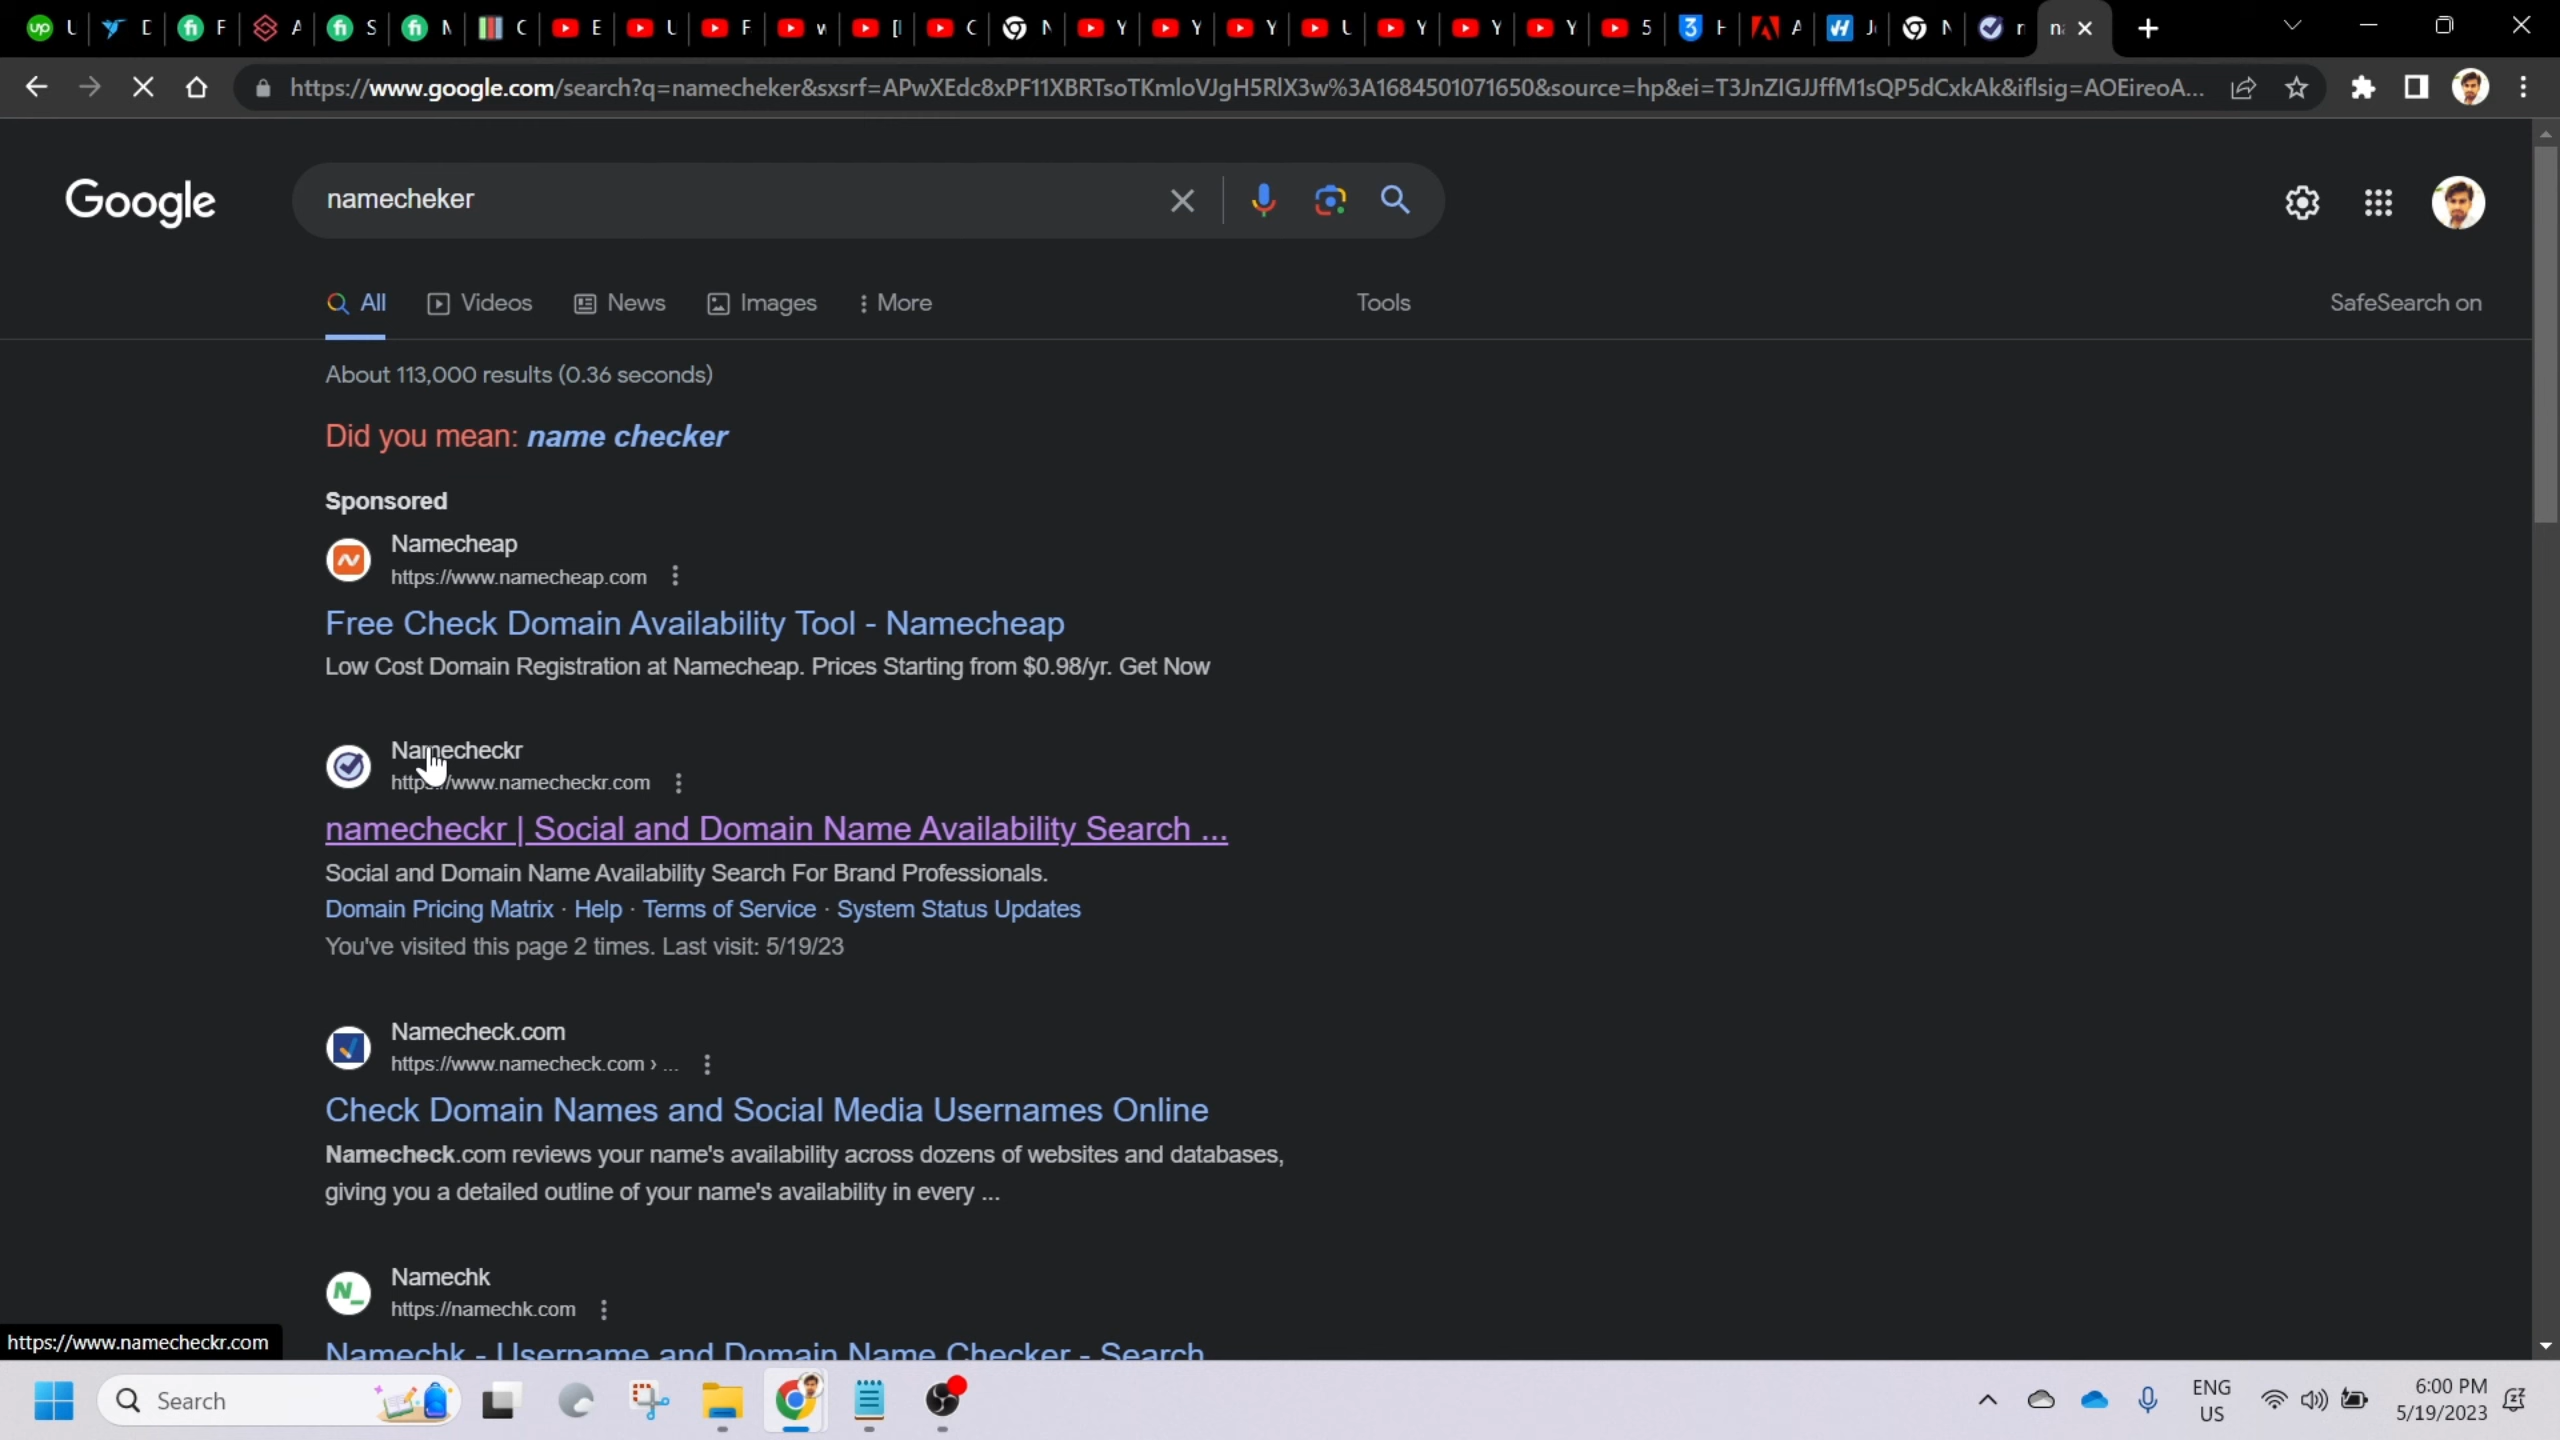 https://www.google.com/search?q=namecheker&sxsrf=APwXEdc8xPF11XBRTsoTKmloVJgH5RlX3w%3A1684501071650&source=hp&ei=T3JnZIGJJffM1sQP5dCxkAk&iflsig=AOEireoA...
Google
namecheker
All Videos News Images More Tools SafeSearch on
About 113,000 results (0.36 seconds)
Did you mean: name checker
Sponsored
Namecheap
https://www.namecheap.com
Free Check Domain Availability Tool - Namecheap
Low Cost Domain Registration at Namecheap. Prices Starting from $0.98/yr. Get Now
Namecheckr
https://www.namecheckr.com
namecheckr | Social and Domain Name Availability Search ...
Social and Domain Name Availability Search For Brand Professionals.
Domain Pricing Matrix · Help · Terms of Service · System Status Updates
You've visited this page 2 times. Last visit: 5/19/23
Namecheck.com
https://www.namecheck.com › ...
Check Domain Names and Social Media Usernames Online
Namecheck.com reviews your name's availability across dozens of websites and databases,
giving you a detailed outline of your name's availability in every ...
Namechk
https://namechk.com
Namechk - Username and Domain Name Checker - Search
https://www.namecheckr.com
Search
ENG
US
6:00 PM
5/19/2023